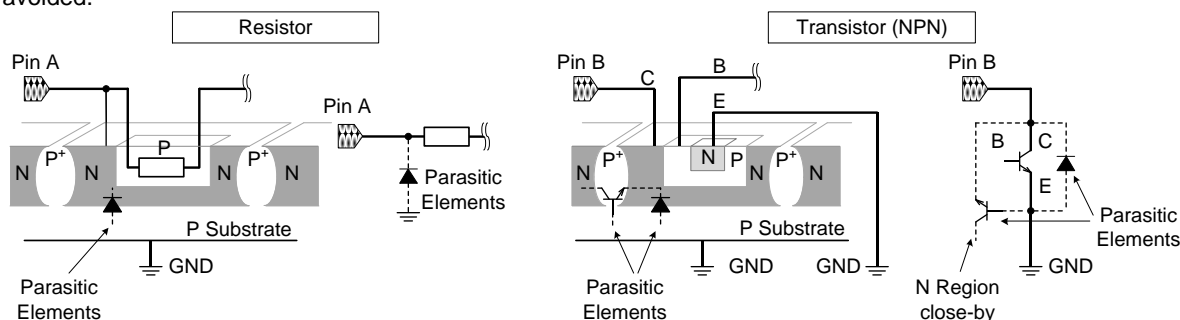 avoided.
Resistor
Transistor (NPN)
Pin A
Pin A
P
N
P+
N
N
P+
N
Parasitic
Elements
P Substrate
GND
Parasitic
Elements
Pin B
C
B
E
N
P+
N
N
P
P+
N
N
P Substrate
GND
GND
Parasitic
Elements
Pin B
B
C
E
Parasitic
Elements
GND
N Region
close-by